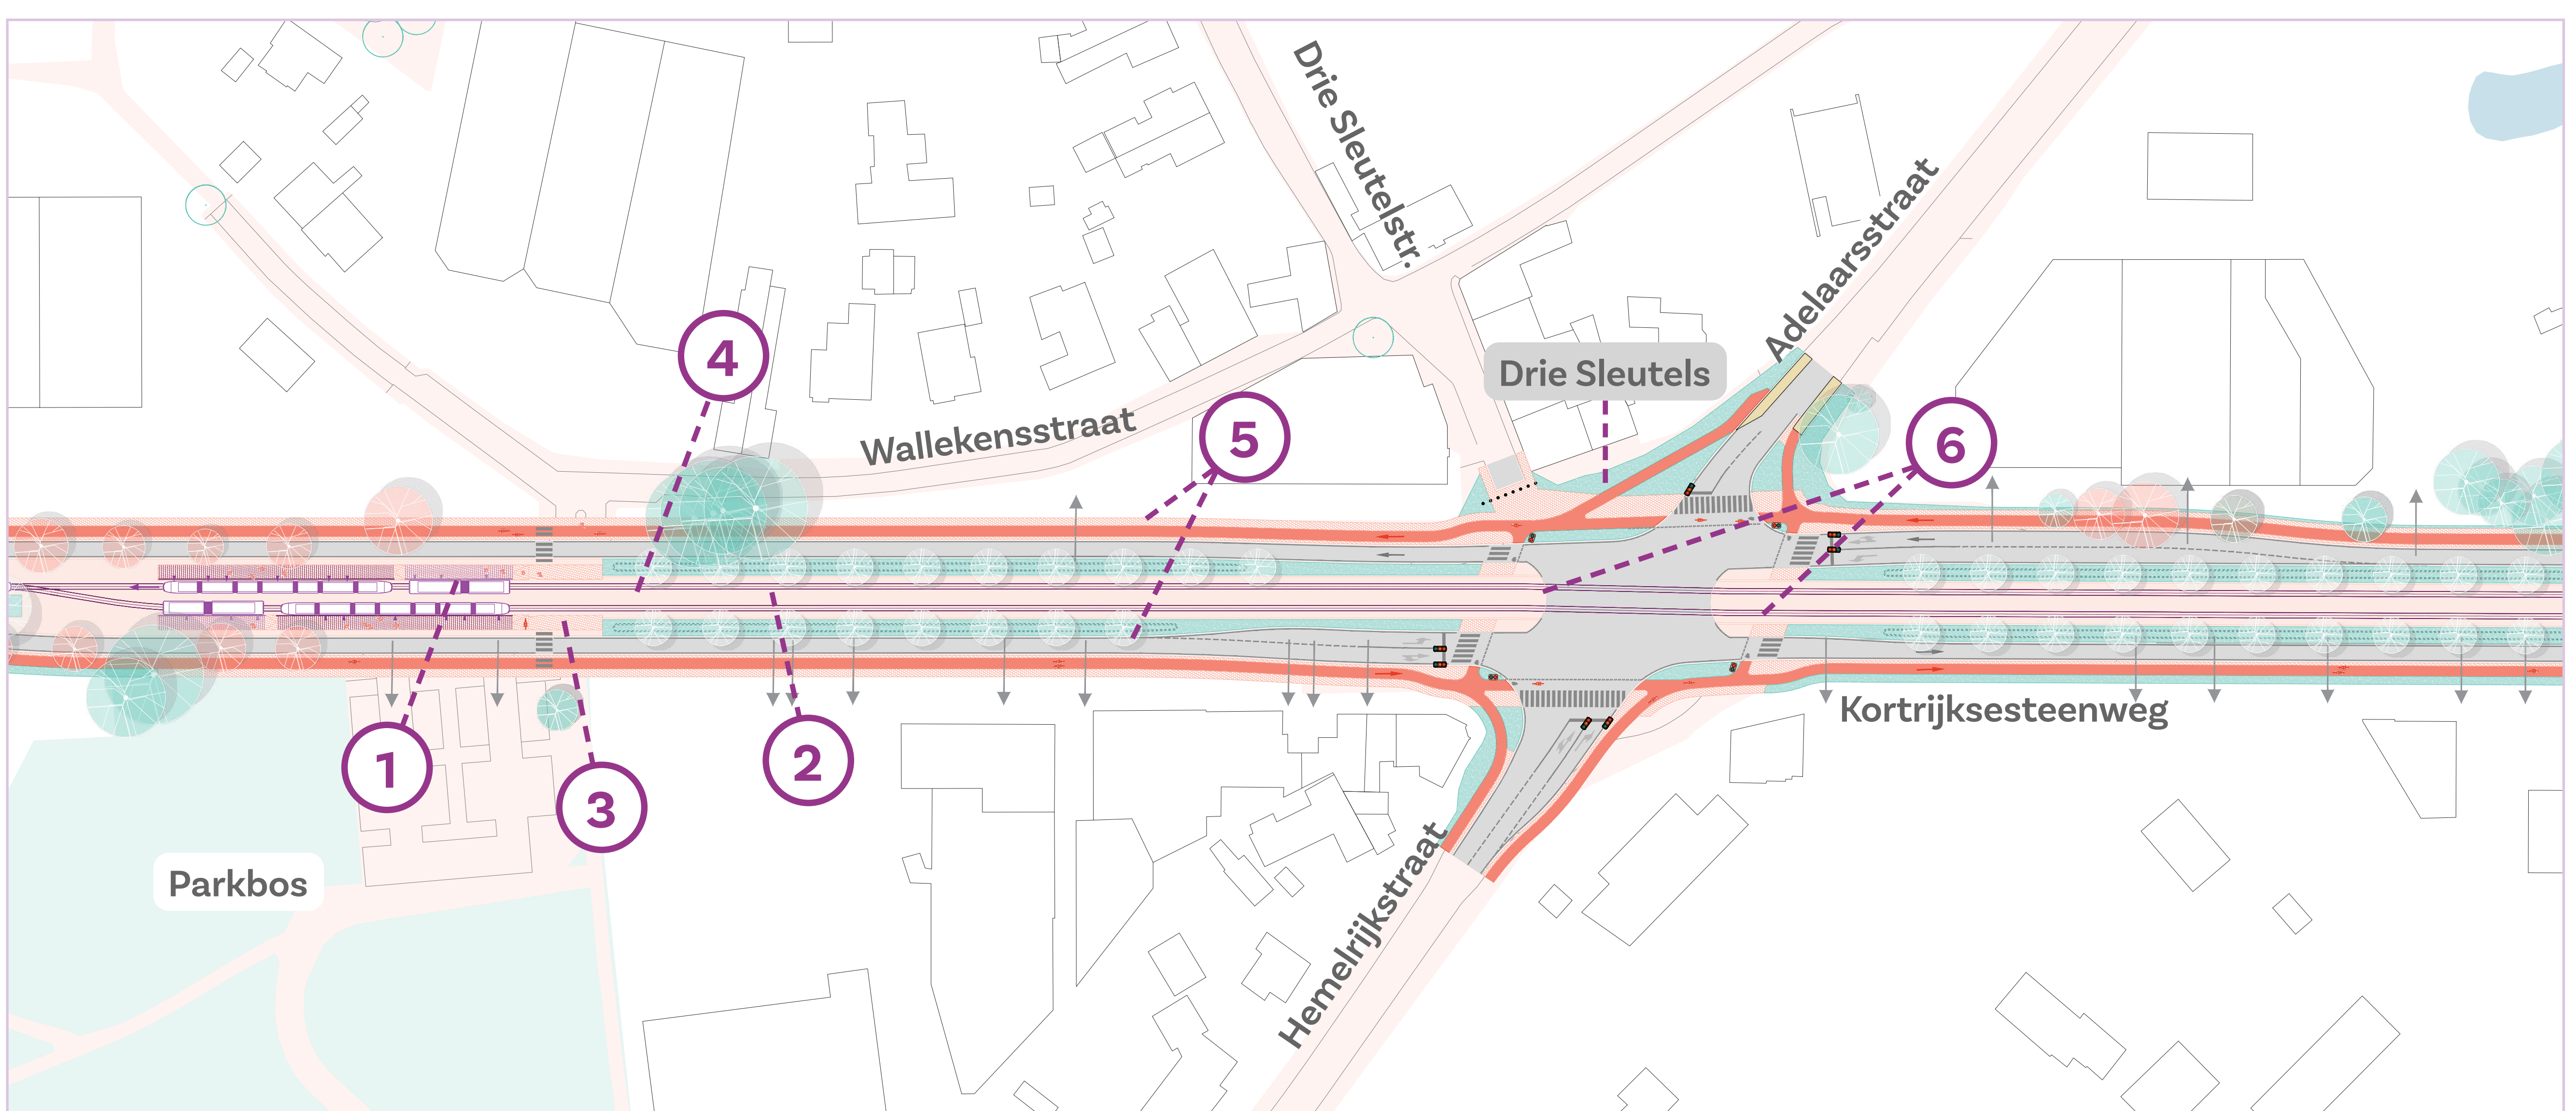 Drie Sleutelstr.
Adelaarsstraat
4
Drie Sleutels
5
6
Wallekensstraat
Kortrijksesteenweg
1
2
3
Parkbos
Hemelrijkstraat